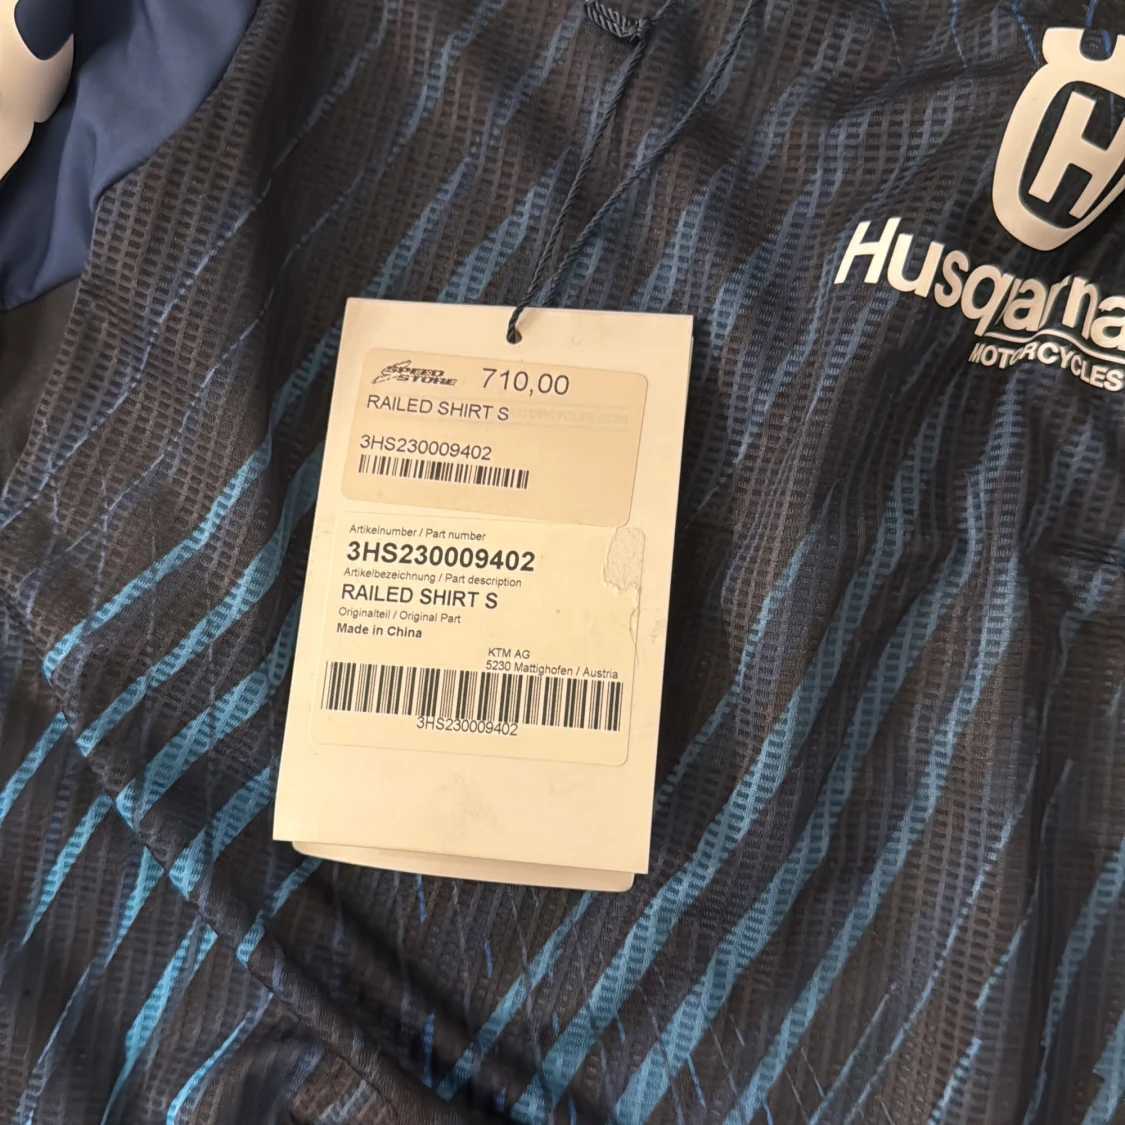 H
Husqvarna
MOTORCYCLES
SPEED
STORE
710,00
RAILED SHIRT S
3HS230009402
Artikelnumber / Part number
3HS230009402
Artikelbezeichnung / Part description
RAILED SHIRT S
Originalteil / Original Part
Made in China
KTM AG
5230 Mattighofen / Austria
3HS230009402